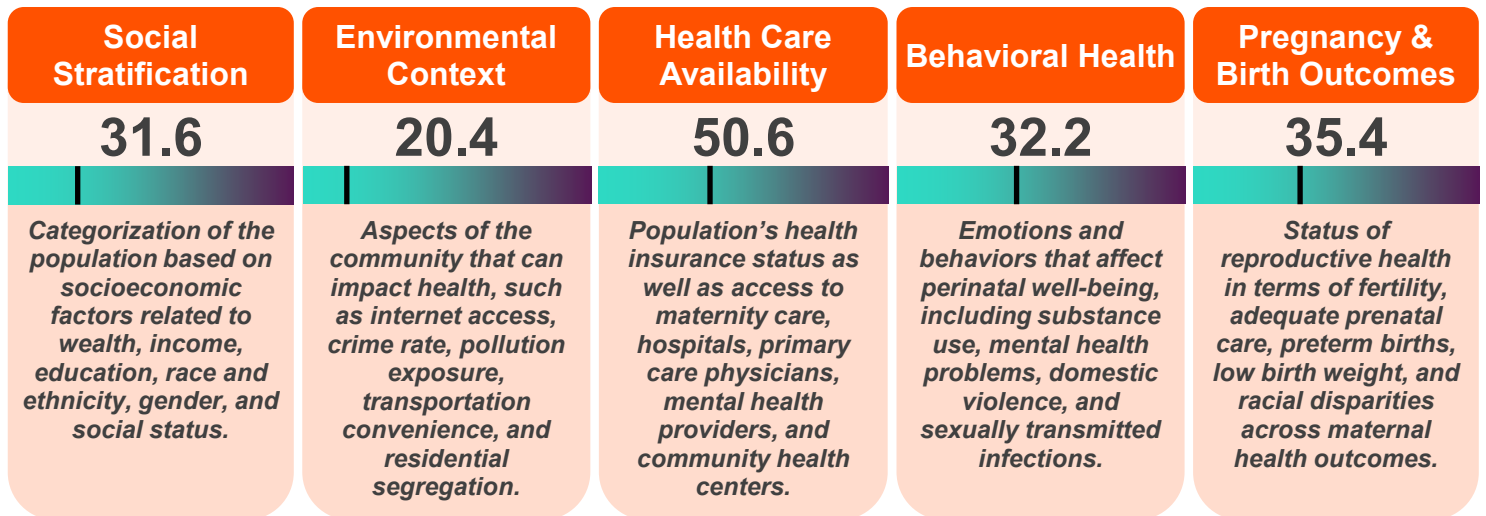 Social
Stratification
31.6
Categorization of the
population based on
socioeconomic
factors related to
wealth, income,
education, race and
ethnicity, gender, and
social status.
Environmental
Context
20.4
Aspects of the
community that can
impact health, such
as internet access,
crime rate, pollution
exposure,
transportation
convenience, and
residential
segregation.
Health Care
Availability
50.6
Population’s health
insurance status as
well as access to
maternity care,
hospitals, primary
care physicians,
mental health
providers, and
community health
centers.
Behavioral Health
32.2
Emotions and
behaviors that affect
perinatal well-being,
including substance
use, mental health
problems, domestic
violence, and
sexually transmitted
infections.
Pregnancy &
Birth Outcomes
35.4
Status of
reproductive health
in terms of fertility,
adequate prenatal
care, preterm births,
low birth weight, and
racial disparities
across maternal
health outcomes.